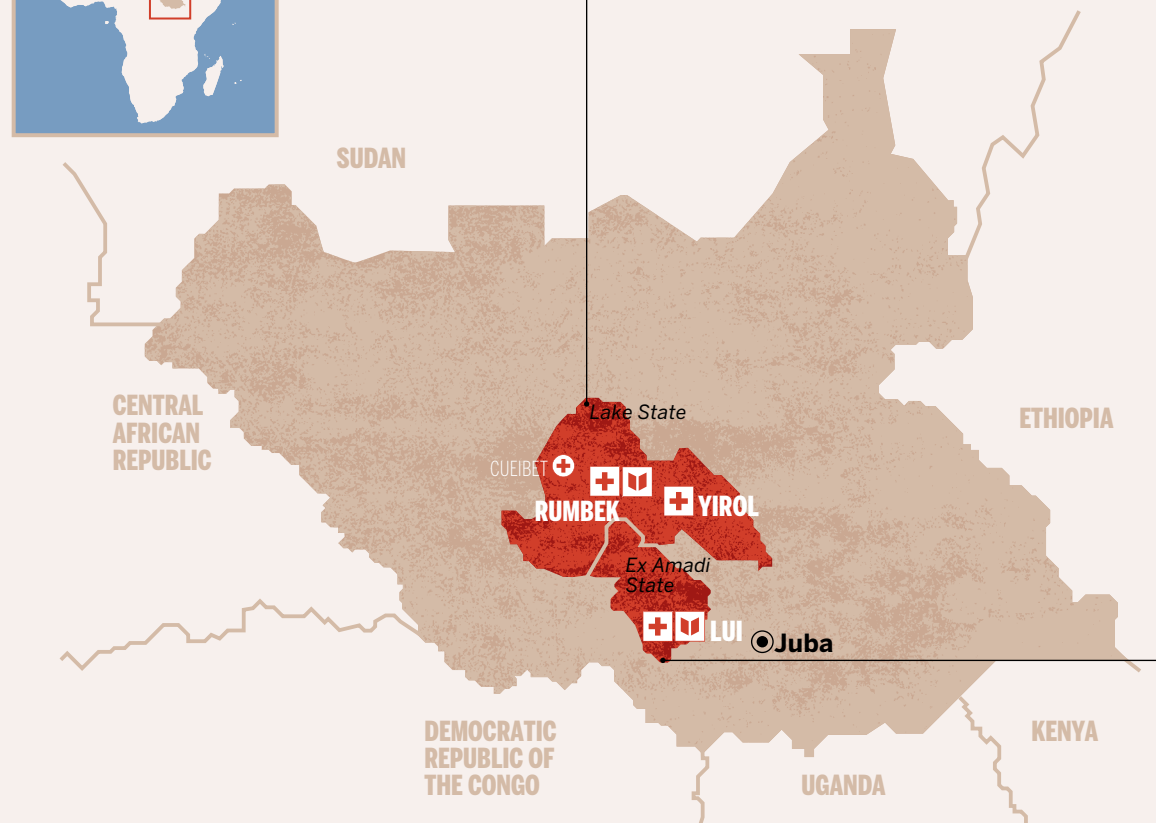 SUDAN
CENTRAL
AFRICAN
REPUBLIC
ETHIOPIA
Lake State
CUEIBET
RUMBEK
YIROL
Ex Amadi
State
LUI
Juba
DEMOCRATIC
REPUBLIC OF
THE CONGO
UGANDA
KENYA